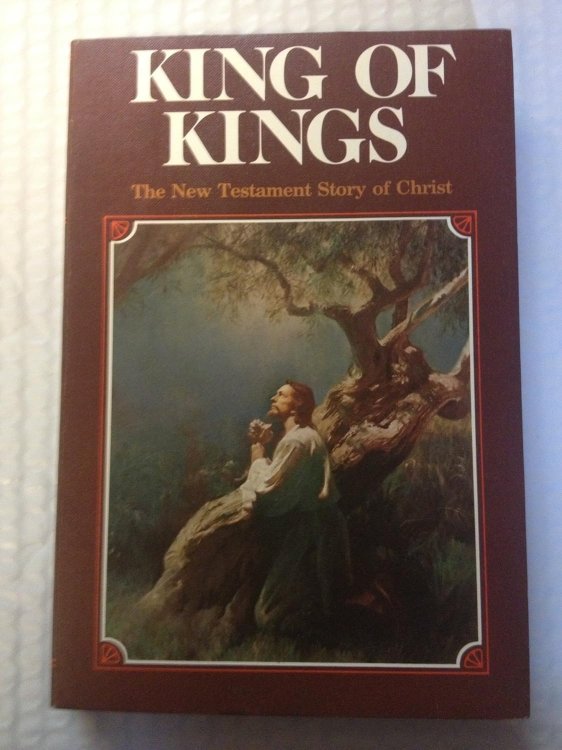 KING OF
KINGS
The New Testament Story of Christ